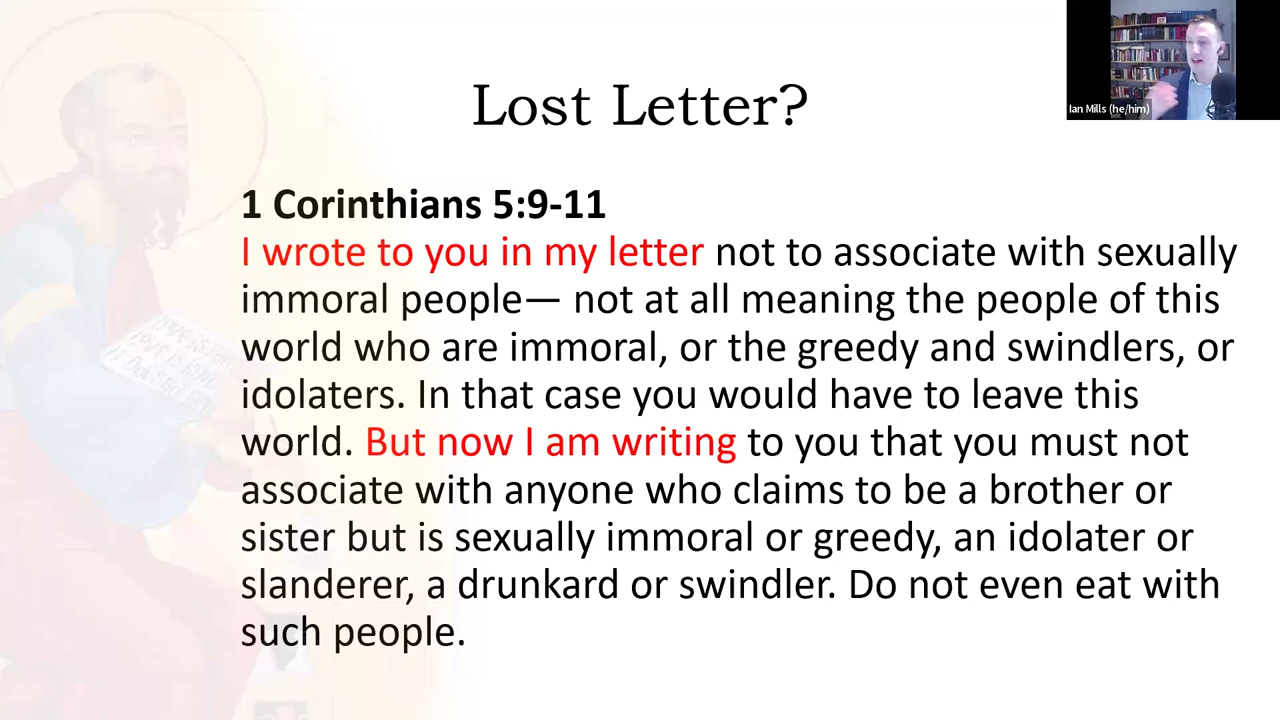 Lost Letter?
Ian Mills (he/him)
1 Corinthians 5:9-11
I wrote to you in my letter not to associate with sexually
immoral people— not at all meaning the people of this
world who are immoral, or the greedy and swindlers, or
idolaters. In that case you would have to leave this
world. But now I am writing to you that you must not
associate with anyone who claims to be a brother or
sister but is sexually immoral or greedy, an idolater or
slanderer, a drunkard or swindler. Do not even eat with
such people.